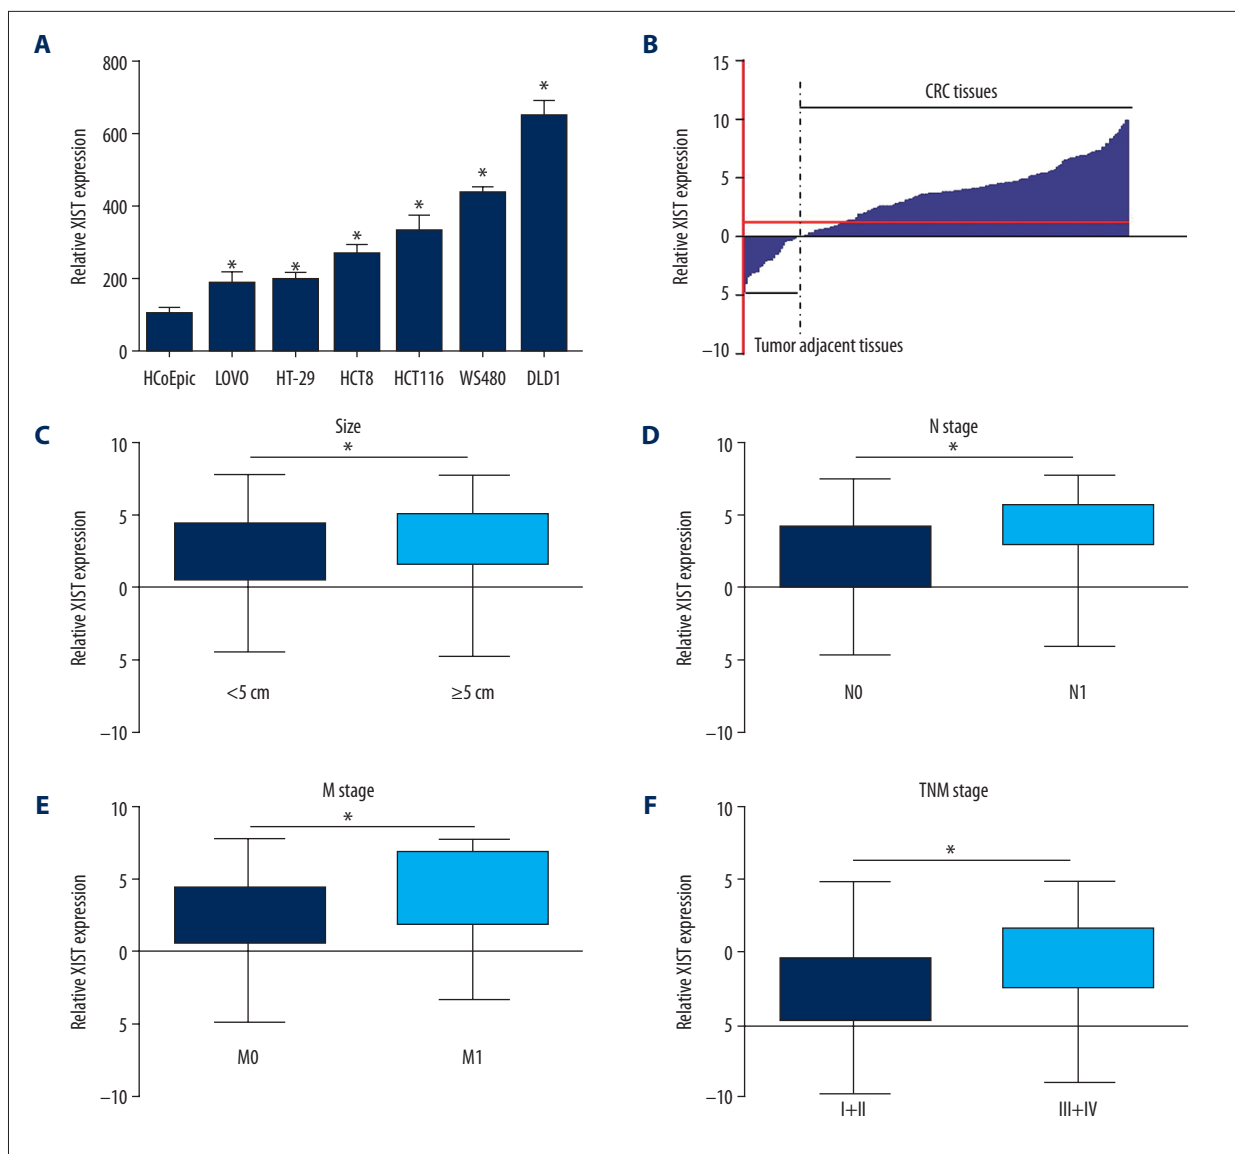 A
Relative XIST expression
800
600
400
200
0
*
*
*
*
*
*
HCoEpic LOVO HT-29 HCT8 HCT116 WS480 DLD1
B
Relative XIST expression
15
10
5
0
5
−10
CRC tissues
Tumor adjacent tissues
C
Size
*
Relative XIST expression
10
5
0
5
−10
<5 cm ≥5 cm
D
N stage
*
Relative XIST expression
10
5
0
5
−10
N0 N1
E
M stage
*
Relative XIST expression
10
5
0
5
−10
M0 M1
F
TNM stage
*
Relative XIST expression
10
5
0
5
−10
I+II III+IV